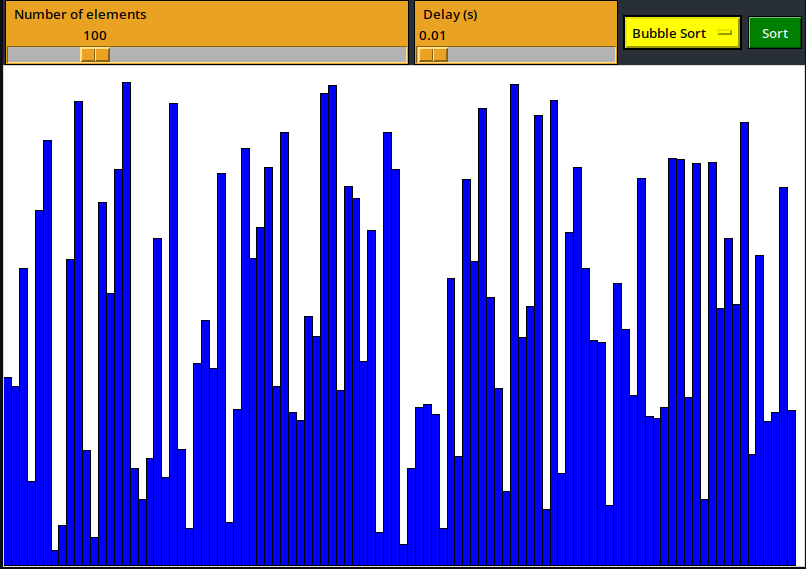 Number of elements
100
Delay (s)
0.01
Bubble Sort
Sort